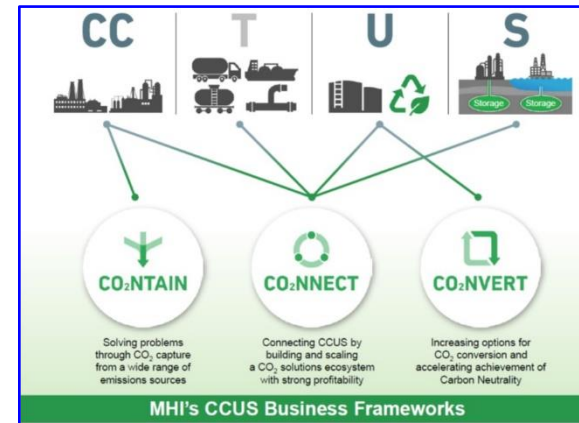 CC
T
U
S
Storage
Storage
CO₂NTAIN
CO₂NNECT
CO₂NVERT
Solving problems
through CO₂ capture
from a wide range of
emissions sources
Connecting CCUS by
building and scaling
a CO₂ solutions ecosystem
with strong profitability
Increasing options for
CO₂ conversion and
accelerating achievement of
Carbon Neutrality
MHI's CCUS Business Frameworks